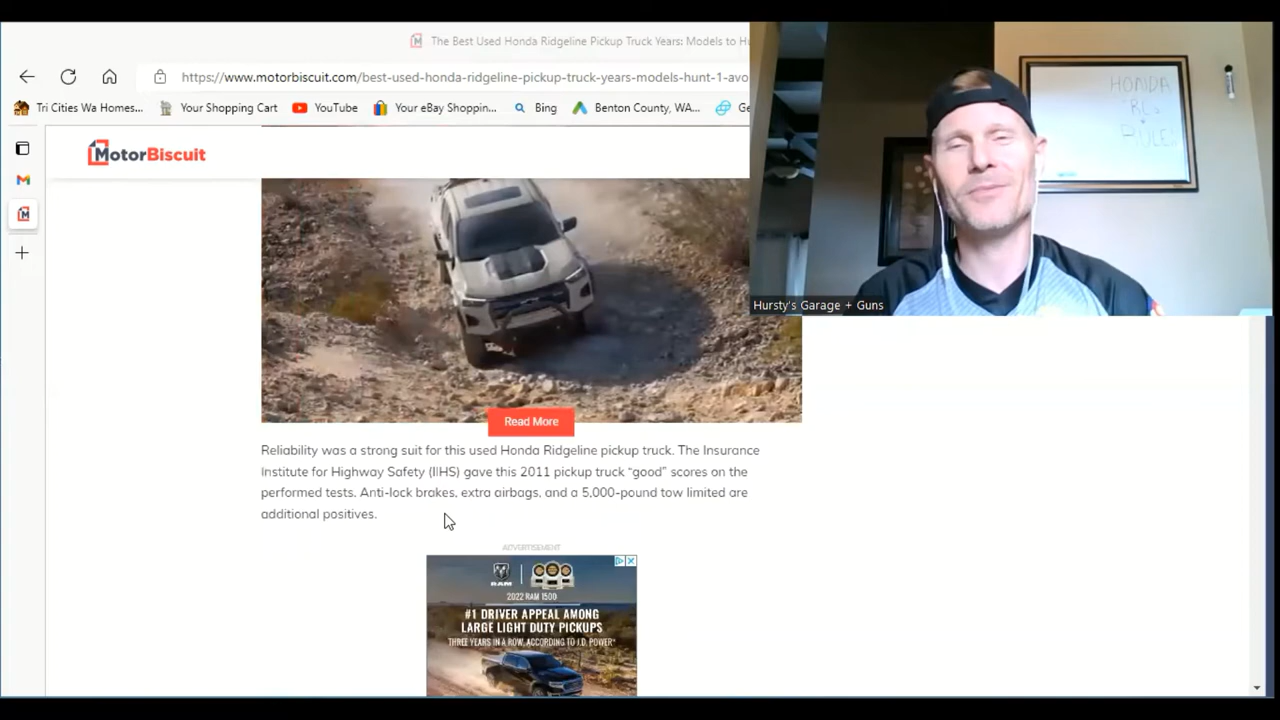 The Best Used Honda Ridgeline Pickup Truck Years: Models to Hu
https://www.motorbiscuit.com/best-used-honda-ridgeline-pickup-truck-years-models-hunt-1-avo
Tri Cities Wa Homes...
Your Shopping Cart
YouTube
Your eBay Shoppin...
Bing
Benton County, WA...
Ge
MotorBiscuit
HONDA
RULE
Hursty's Garage + Guns
Read More
Reliability was a strong suit for this used Honda Ridgeline pickup truck. The Insurance
Institute for Highway Safety (IIHS) gave this 2011 pickup truck “good” scores on the
performed tests. Anti-lock brakes, extra airbags, and a 5,000-pound tow limited are
additional positives.
ADVERTISEMENT
RAM
2022 RAM 1500
#1 DRIVER APPEAL AMONG
LARGE LIGHT DUTY PICKUPS
THREE YEARS IN A ROW, ACCORDING TO J.D. POWER*